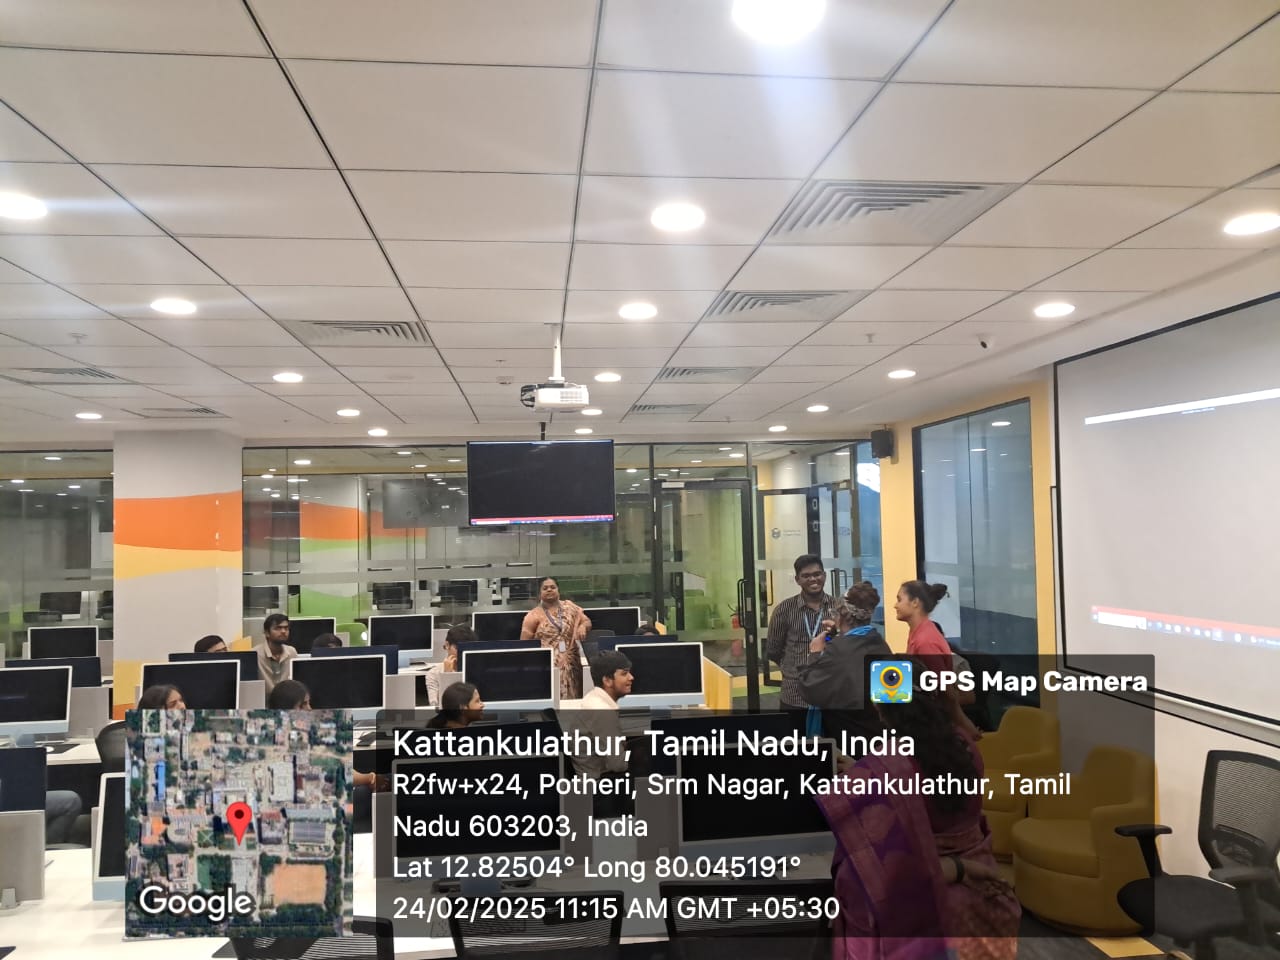 GPS Map Camera
Kattankulathur, Tamil Nadu, India
R2fw+x24, Potheri, Srm Nagar, Kattankulathur, Tamil
Nadu 603203, India
Lat 12.82504° Long 80.045191°
24/02/2025 11:15 AM GMT +05:30
Google